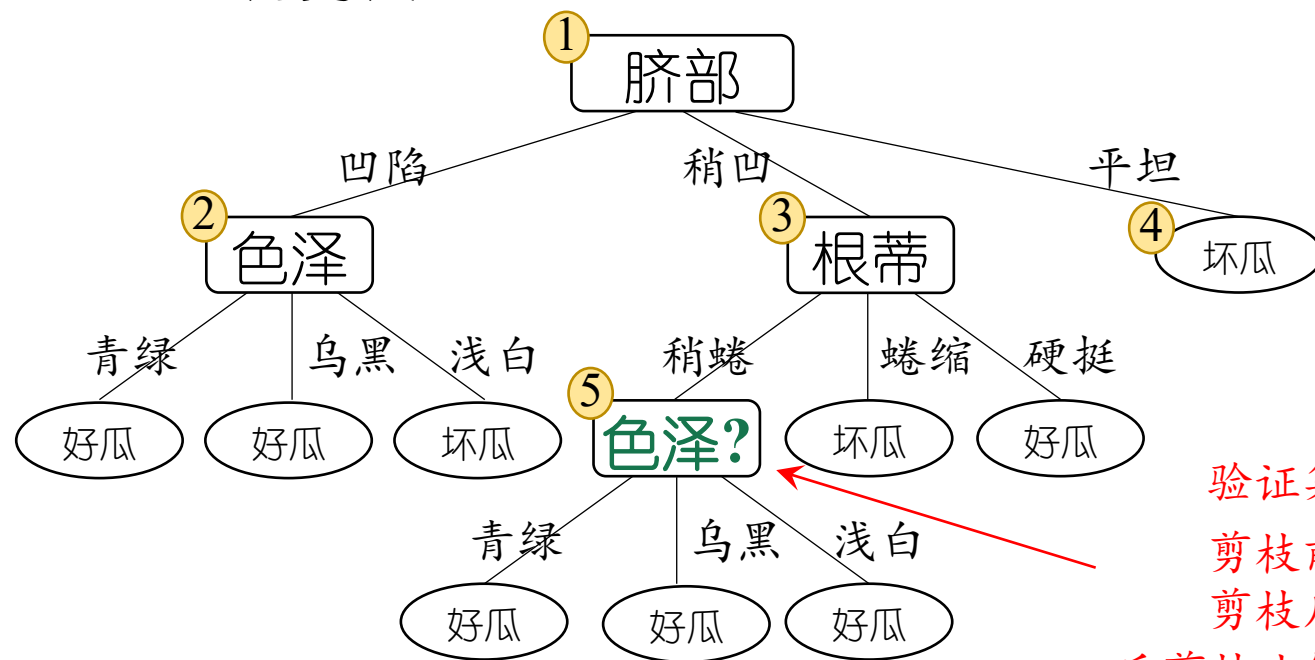 1
脐部
凹陷
稍凹
平坦
2
色泽
3
根蒂
4
坏瓜
青绿
乌黑
浅白
稍蜷
蜷缩
硬挺
好瓜
好瓜
坏瓜
5
色泽?
坏瓜
好瓜
验证
青绿
乌黑
浅白
剪枝
好瓜
好瓜
好瓜
剪枝